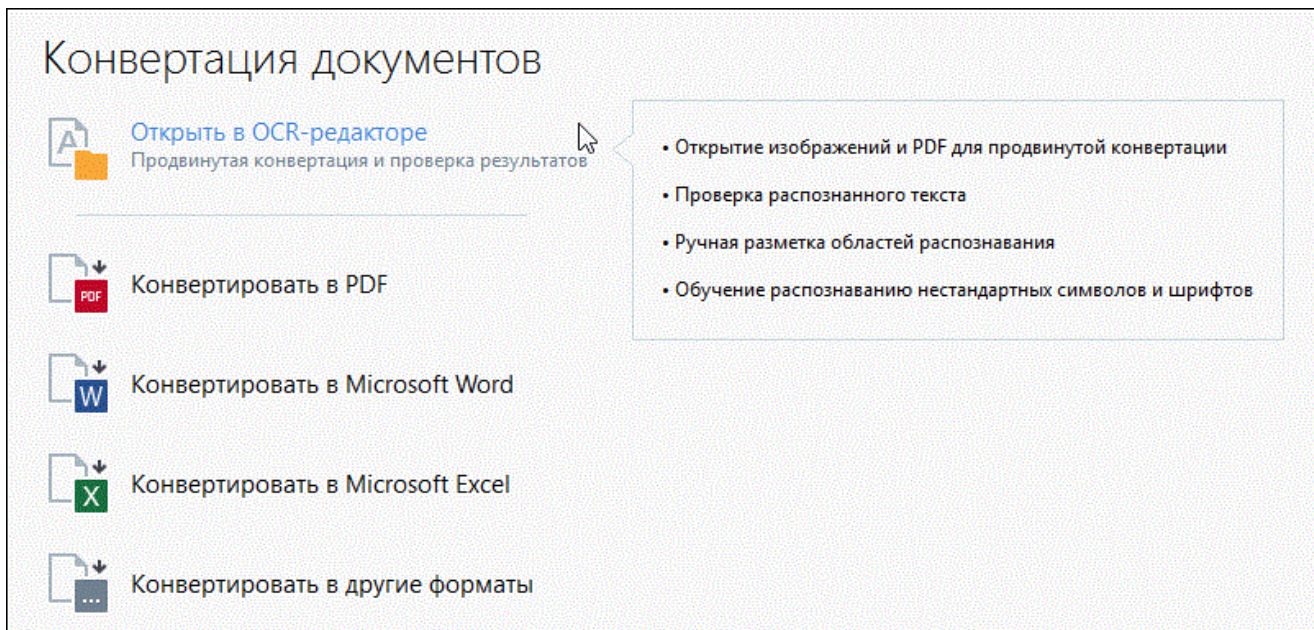 Конвертация документов
Открыть в OCR-редакторе
Продвинутая конвертация и проверка результатов
• Открытие изображений и PDF для продвинутой конвертации
• Проверка распознанного текста
• Ручная разметка областей распознавания
• Обучение распознаванию нестандартных символов и шрифтов
A
PDF
Конвертировать в PDF
W
Конвертировать в Microsoft Word
X
Конвертировать в Microsoft Excel
...
Конвертировать в другие форматы